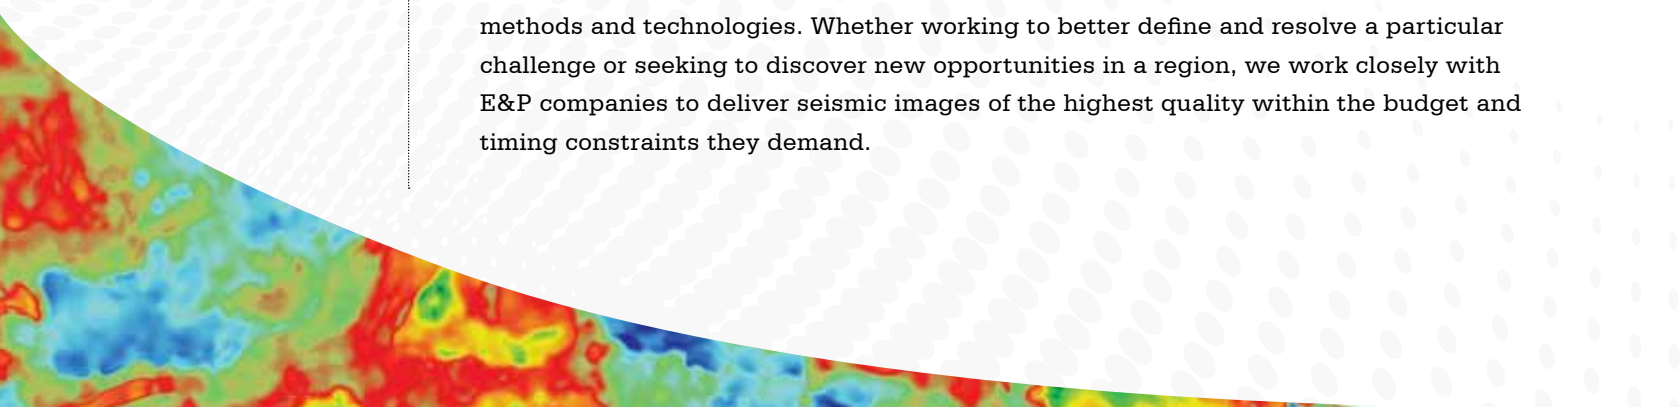 methods and technologies. Whether working to better define and resolve a particular
challenge or seeking to discover new opportunities in a region, we work closely with
E&P companies to deliver seismic images of the highest quality within the budget and
timing constraints they demand.